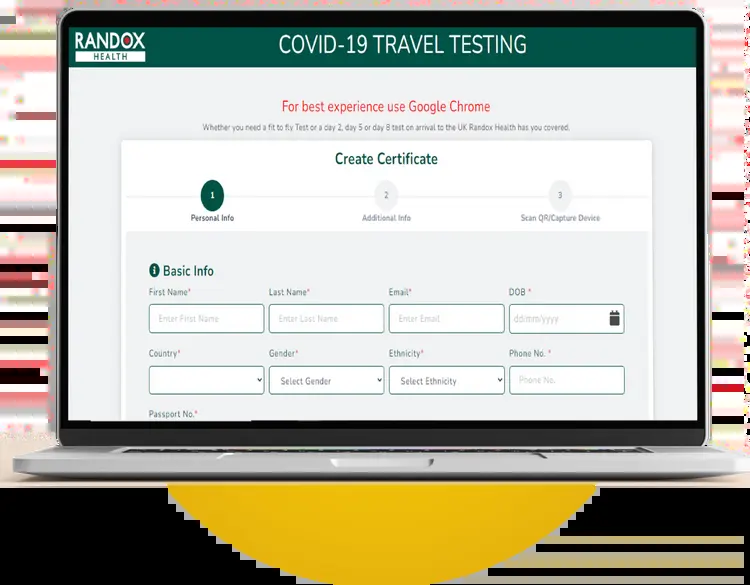 RANDOX
HEALTH
COVID-19 TRAVEL TESTING
For best experience use Google Chrome
Whether you need a fit to fly Test or a day 2, day 5 or day 8 test on arrival to the UK Randox Health has you covered.
Create Certificate
1 2 3
Personal Info Additional Info Scan QR/Capture Device
Basic Info
First Name* Last Name* Email* DOB *
Enter First Name Enter Last Name Enter Email dd/mm/yyyy
Country* Gender* Ethnicity* Phone No. *
Select Gender Select Ethnicity Phone No.
Passport No.*